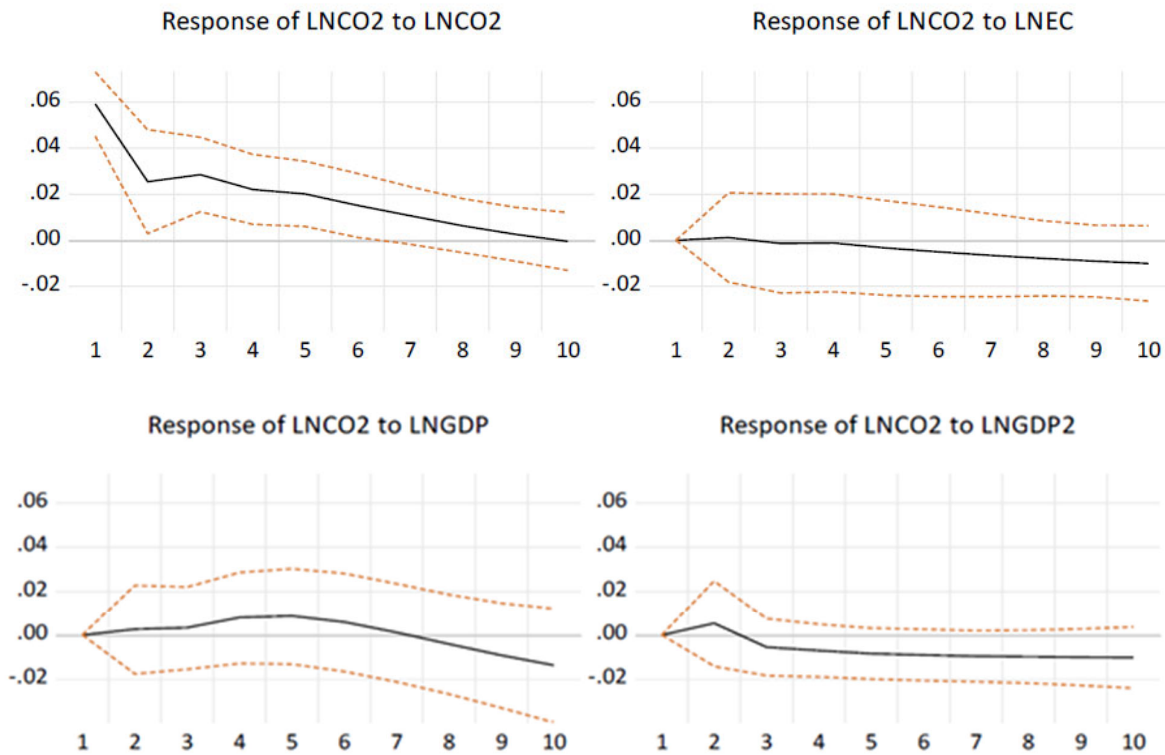 Response of LNCO2 to LNCO2
.06
.04
.02
.00
-.02
1 2 3 4 5 6 7 8 9 10
Response of LNCO2 to LNEC
.06
.04
.02
.00
-.02
1 2 3 4 5 6 7 8 9 10
Response of LNCO2 to LNGDP
.06
.04
.02
.00
-.02
1 2 3 4 5 6 7 8 9 10
Response of LNCO2 to LNGDP2
.06
.04
.02
.00
-.02
1 2 3 4 5 6 7 8 9 10